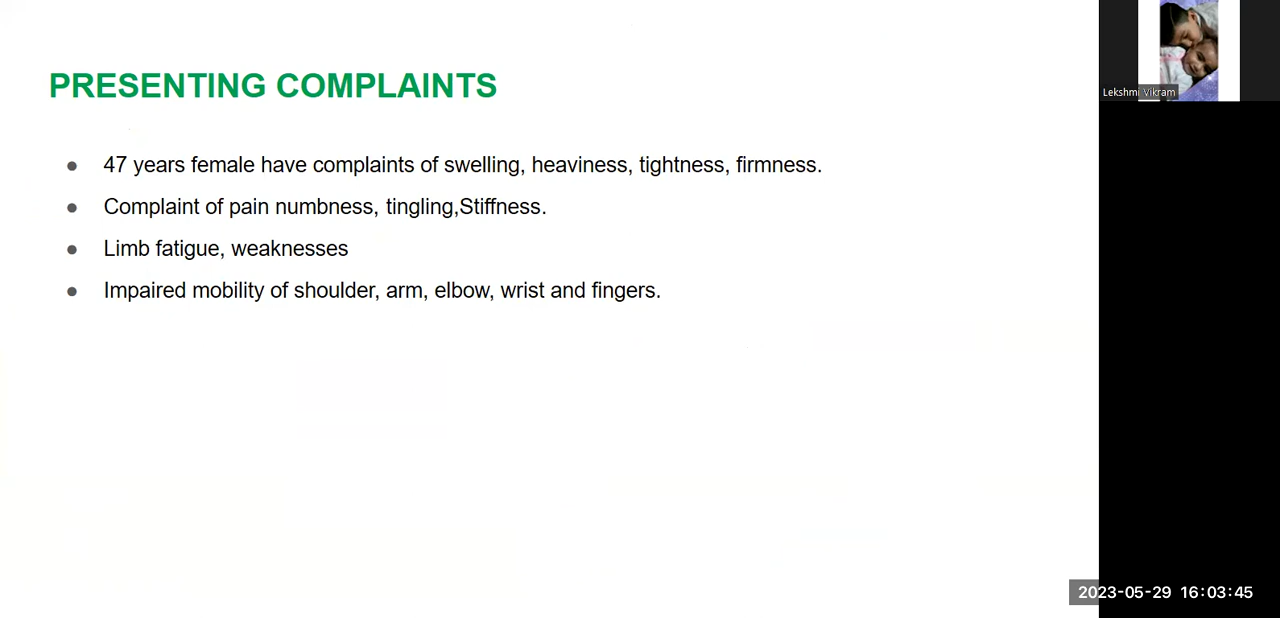 PRESENTING COMPLAINTS
47 years female have complaints of swelling, heaviness, tightness, firmness.
Complaint of pain numbness, tingling,Stiffness.
Limb fatigue, weaknesses
Impaired mobility of shoulder, arm, elbow, wrist and fingers.
Lekshmi Vikram
2023-05-29 16:03:45